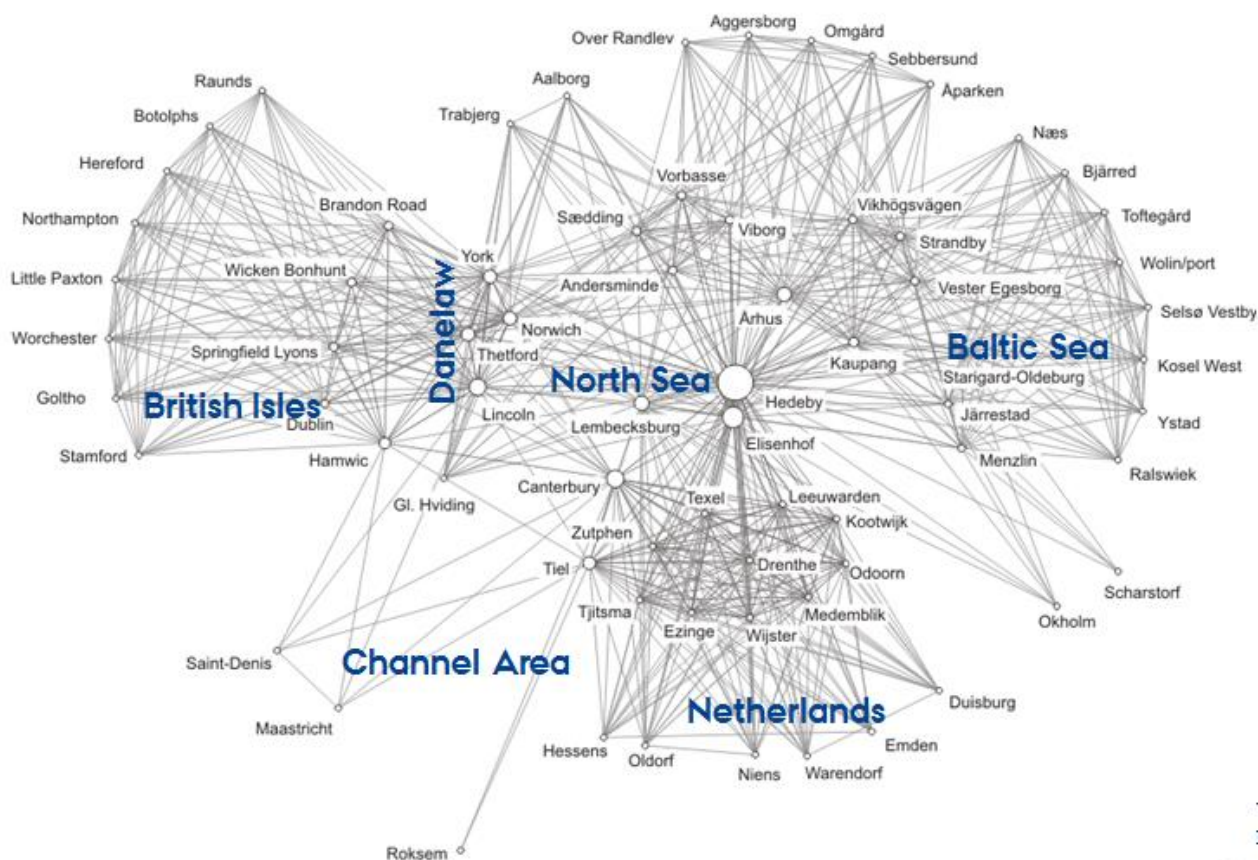 Aggersborg
Over Randlev
Omgård
Sebbersund
Aalborg
Raunds
Åparken
Botolphs
Trabjerg
Næs
Hereford
Vorbasse
Bjärred
Brandon Road
Vikhögsvägen
Northampton
Sædding
Viborg
Toftegård
Strandby
York
Wolin/port
Wicken Bonhunt
Little Paxton
Andersminde
Vester Egesborg
Danelaw
Århus
Selsø Vestby
Norwich
Worchester
Springfield Lyons
Thetford
Kaupang
Baltic Sea
Kosel West
North Sea
Starigard-Oldeburg
Goltho
British Isles
Hedeby
Dublin
Lincoln
Lembecksburg
Järrestad
Ystad
Elisenhof
Stamford
Hamwic
Menzlin
Ralswiek
Canterbury
Gl. Hviding
Texel
Leeuwarden
Kootwijk
Zutphen
Drenthe
Tiel
Odoorn
Scharstorf
Tjitsma
Medemblik
Okholm
Ezinge
Wijster
Saint-Denis
Channel Area
Duisburg
Netherlands
Maastricht
Emden
Hessens
Oldorf
Niens
Warendorf
Roksem